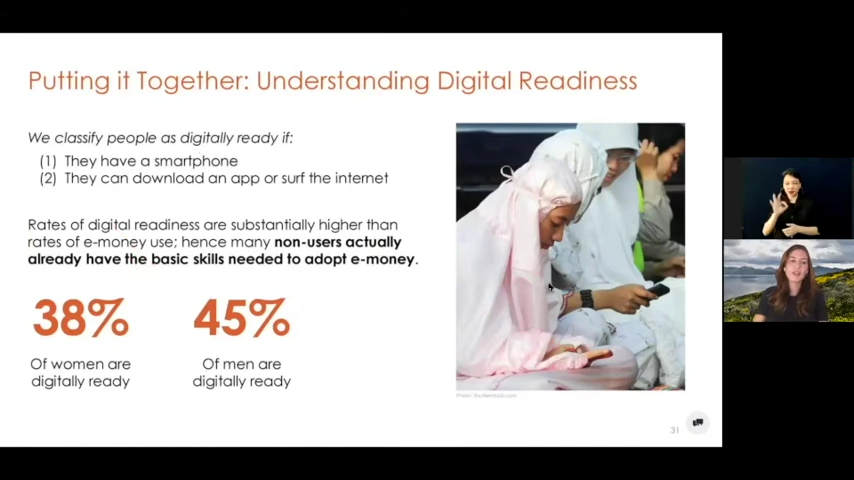 Putting it Together: Understanding Digital Readiness
We classify people as digitally ready if:
(1) They have a smartphone
(2) They can download an app or surf the internet
Rates of digital readiness are substantially higher than
rates of e-money use; hence many non-users actually
already have the basic skills needed to adopt e-money.
38%
45%
Of women are
digitally ready
Of men are
digitally ready
Photo: Shutterstock.com
31